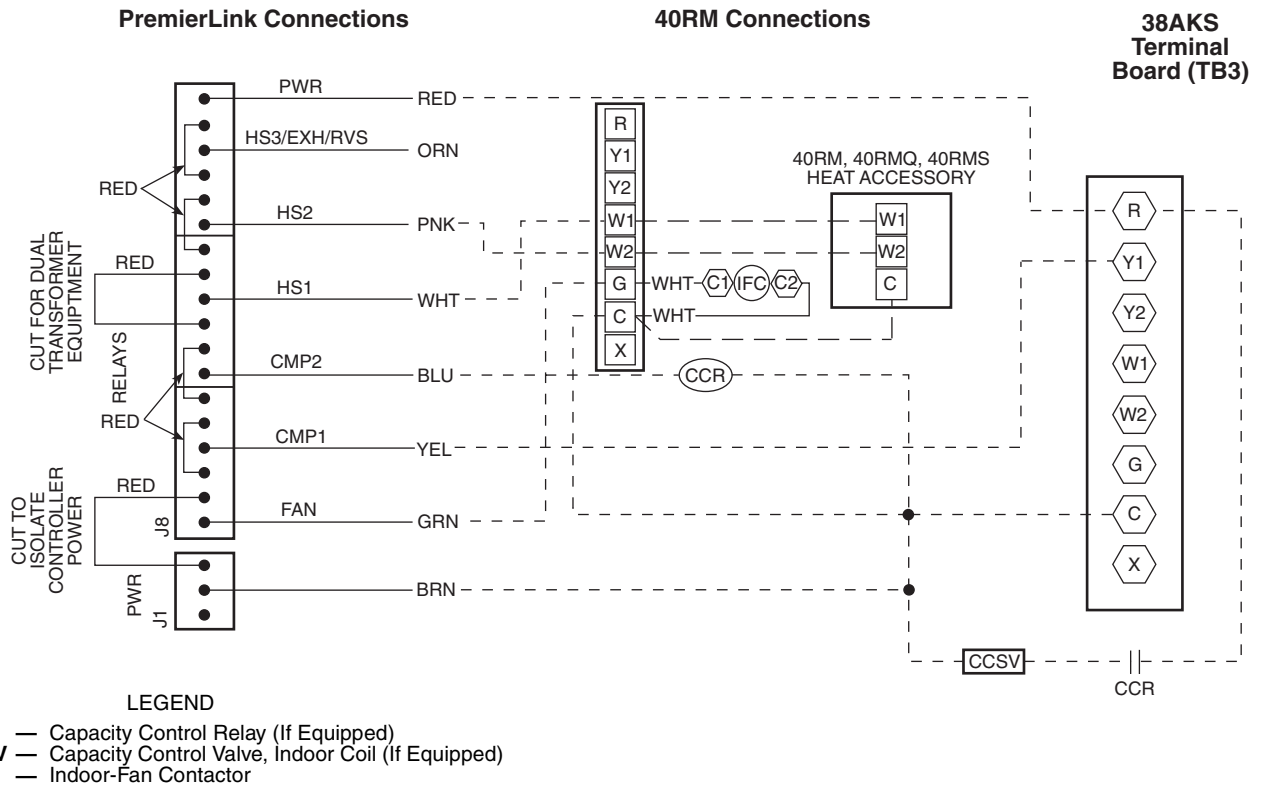 PremierLink Connections
40RM Connections
38AKS
Terminal
Board (TB3)
PWR
RED
HS3/EXH/RVS
ORN
RED
HS2
PNK
CUT FOR DUAL
TRANSFORMER
EQUIPTMENT
RED
HS1
WHT
RELAYS
CMP2
BLU
RED
CMP1
YEL
CUT TO
ISOLATE
CONTROLLER
POWER
RED
FAN
GRN
J8
PWR
J1
BRN
R
Y1
Y2
W1
W2
G
C
X
WHT
C1
IFC
C2
WHT
CCR
40RM, 40RMQ, 40RMS
HEAT ACCESSORY
W1
W2
C
R
Y1
Y2
W1
W2
G
C
X
CCSV
CCR
LEGEND
— Capacity Control Relay (If Equipped)
V — Capacity Control Valve, Indoor Coil (If Equipped)
— Indoor-Fan Contactor